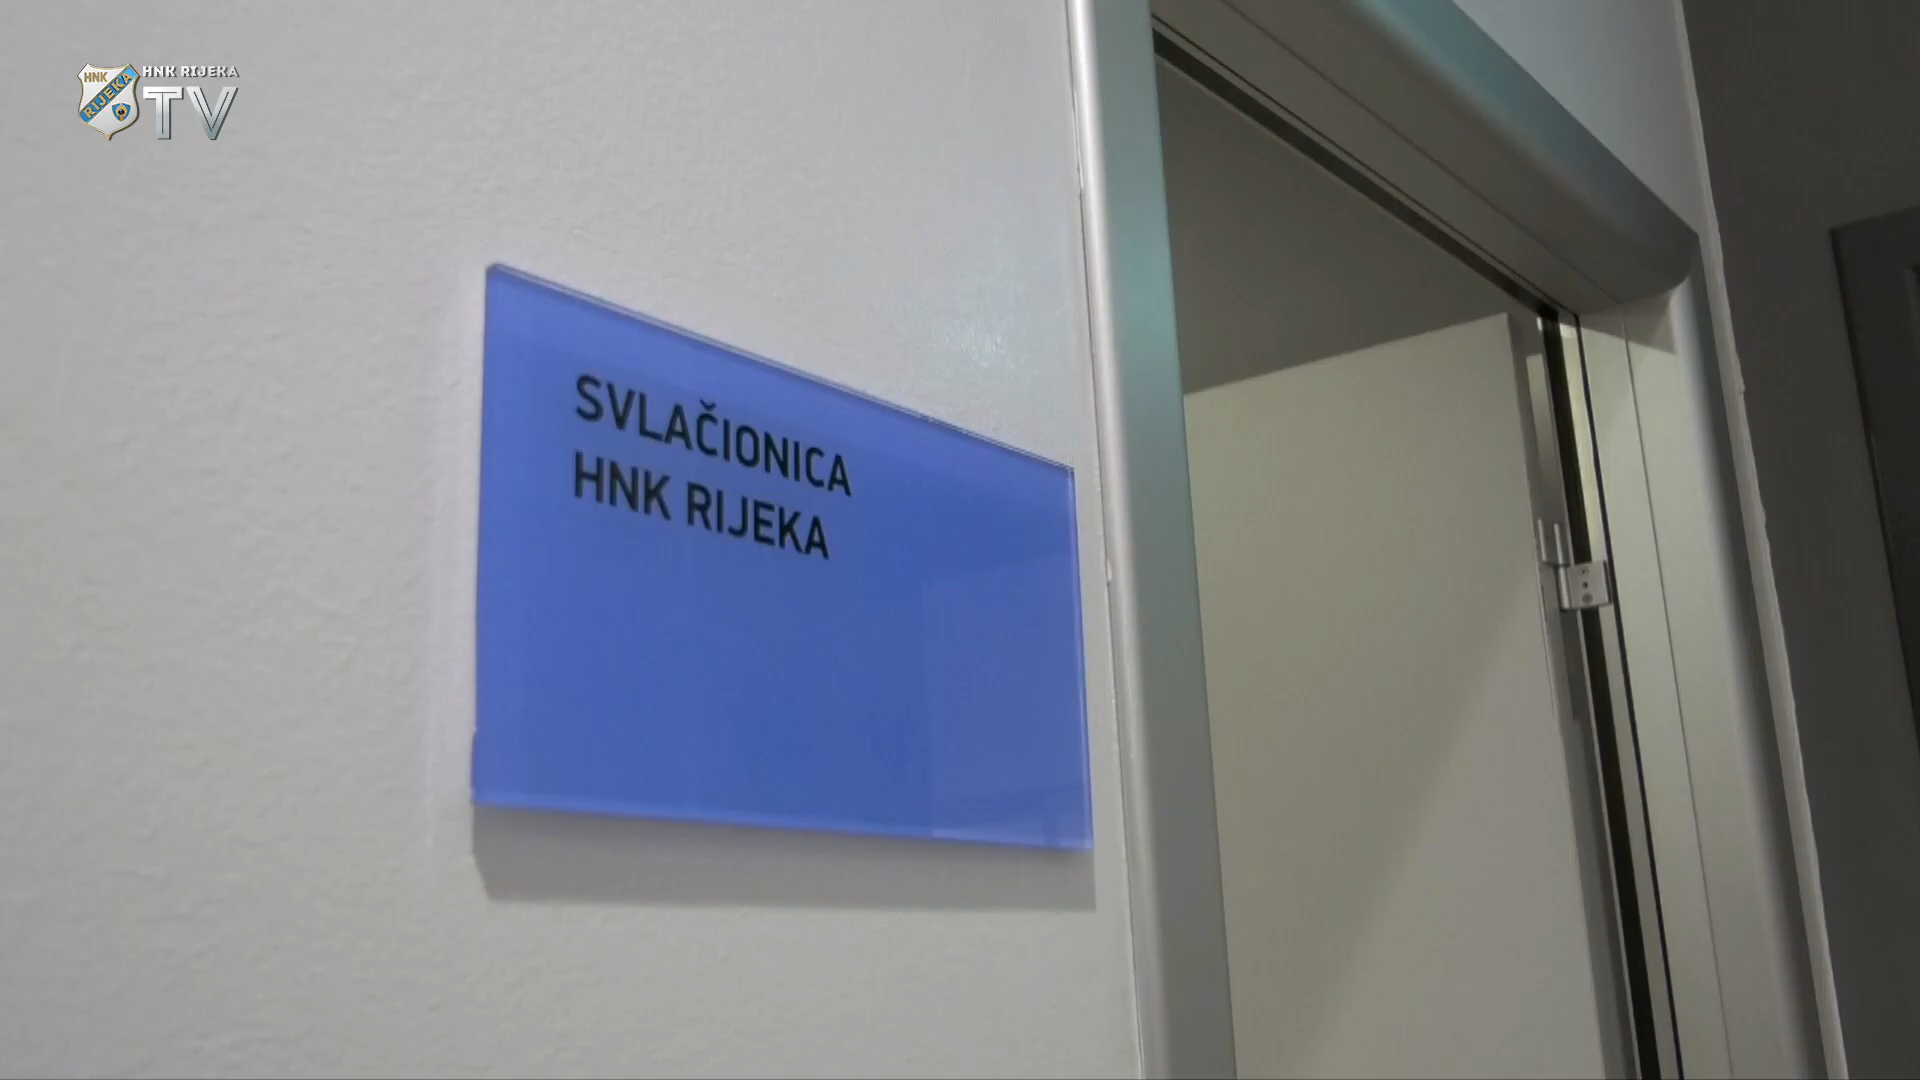 HNK
RIJEKA
HNK RIJEKA
TV
SVLAČIONICA
HNK RIJEKA